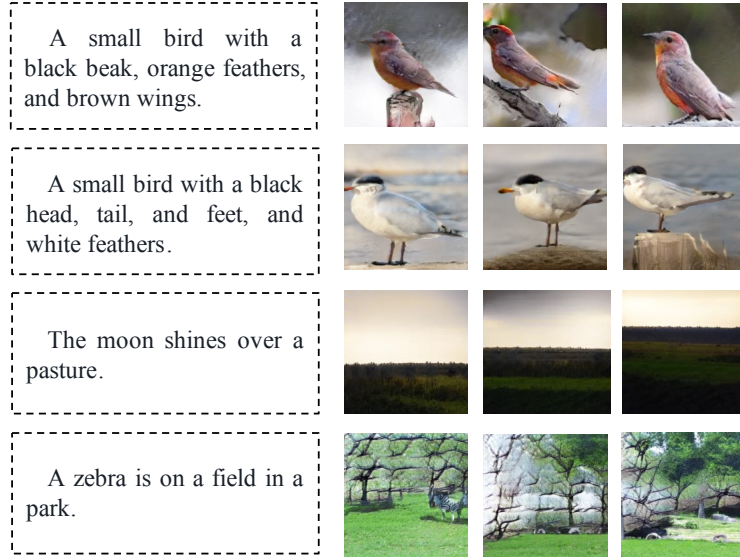 A small bird with a
black beak, orange feathers,
and brown wings.
A small bird with a black
head, tail, and feet, and
white feathers.
The moon shines over a
pasture.
A zebra is on a field in a
park.